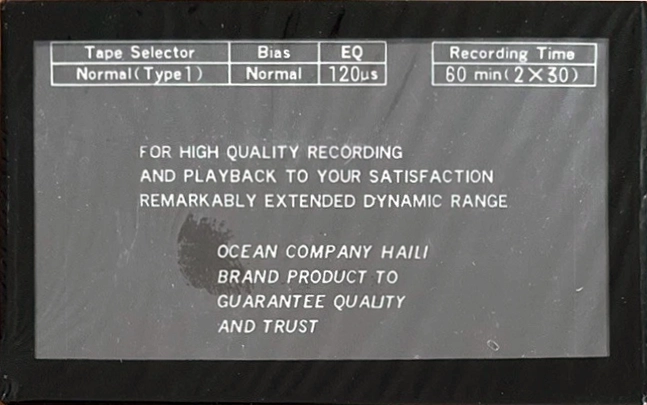 Tape Selector Bias EQ Recording Time
Normal(Type1) Normal 120µs 60 min(2×30)
FOR HIGH QUALITY RECORDING
AND PLAYBACK TO YOUR SATISFACTION
REMARKABLY EXTENDED DYNAMIC RANGE
OCEAN COMPANY HAILI
BRAND PRODUCT TO
GUARANTEE QUALITY
AND TRUST